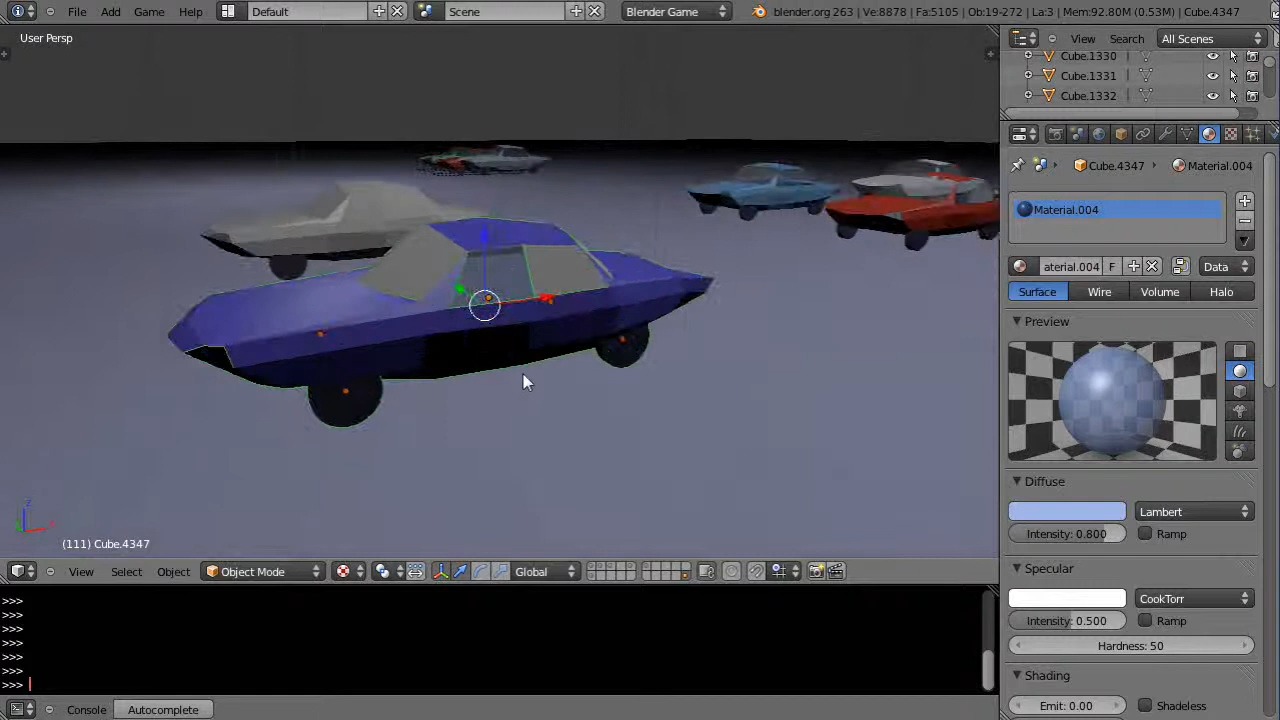 File Add Game Help Default Scene Blender Game blender.org 263 | Ve:8878 | Fa:5105 | Ob:19-272 | La:3 | Mem:92.80M (0.53M) | Cube.4347
User Persp
View Search All Scenes
Cube.1330
Cube.1331
Cube.1332
Cube.4347 Material.004
Material.004
aterial.004 F Data
Surface Wire Volume Halo
Preview
Diffuse
Lambert
Intensity: 0.800 Ramp
Specular
CookTorr
Intensity: 0.500 Ramp
Hardness: 50
Shading
Emit: 0.00 Shadeless
(111) Cube.4347
View Select Object Object Mode Global
>>>
>>>
>>>
>>>
>>>
>>>
>>>
Console Autocomplete